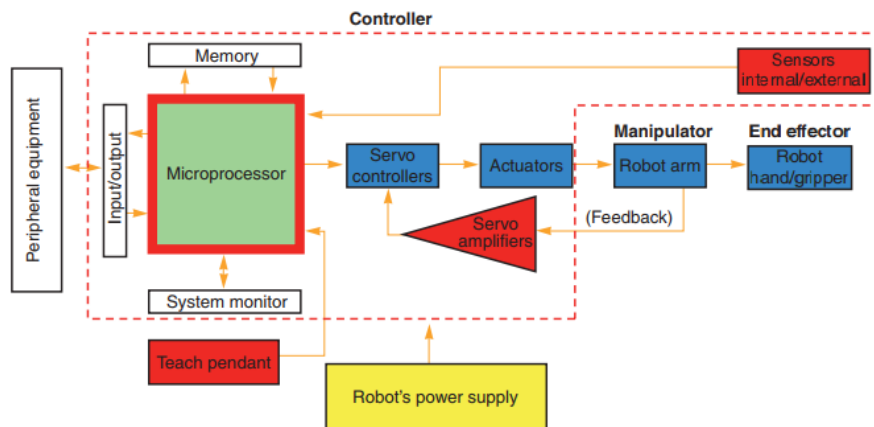 Controller
Memory
Sensors
internal/external
Peripheral equipment
Input/output
Microprocessor
Servo
controllers
Actuators
Manipulator
Robot arm
End effector
Robot
hand/gripper
Servo
amplifiers
(Feedback)
System monitor
Teach pendant
Robot's power supply